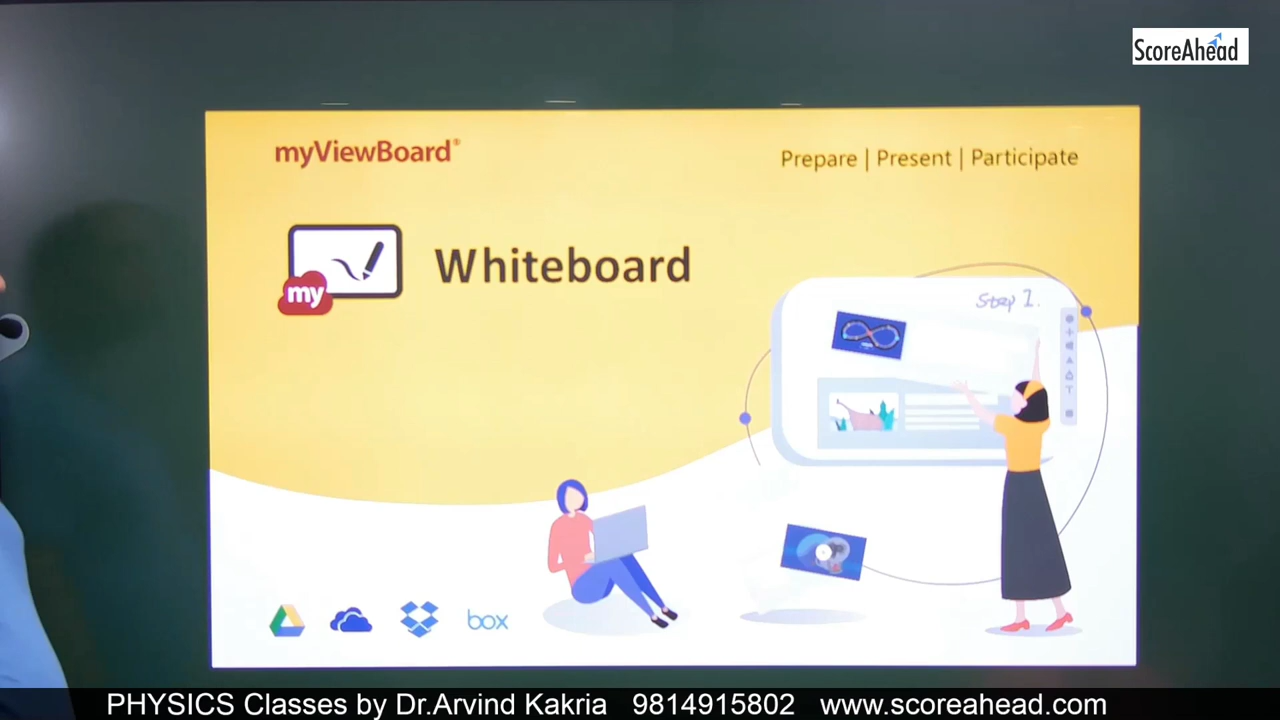 ScoreAhead
myViewBoard®
Prepare | Present | Participate
Whiteboard
my
Step 1.
box
PHYSICS Classes by Dr.Arvind Kakria 9814915802 www.scoreahead.com